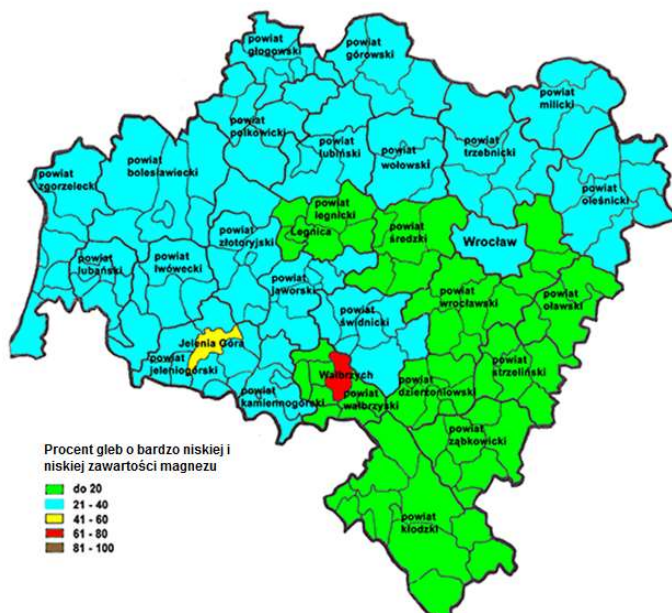 powiat
głogowski
powiat
górowski
powiat
milicki
powiat
polkowicki
powiat
lubiński
powiat
wołowski
powiat
trzebnicki
powiat
zgorzelecki
powiat
bolesławiecki
powiat
oleśnicki
powiat
legnicki
Legnica
powiat
złotoryjski
powiat
średzki
Wrocław
powiat
lubański
powiat
lwówecki
powiat
jaworski
powiat
wrocławski
powiat
oławski
powiat
świdnicki
Jelenia Góra
powiat
jeleniogórski
powiat
strzeliński
Wałbrzych
powiat
kamiennogórski
powiat
wałbrzyski
powiat
dzierżoniowski
powiat
ząbkowicki
powiat
kłodzki
Procent gleb o bardzo niskiej i
niskiej zawartości magnezu
do 20
21 - 40
41 - 60
61 - 80
81 - 100